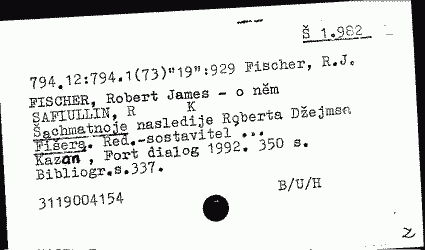 Š 1.982
794.12:794.1(73)"19":929 Fischer, R.J.
FISCHER, Robert James - o něm
SAFIULLIN, R K
Šachmatnoje nasledije Roberta Džejmsa
Fišera. Red.-sostavitel ...
Kazan , Fort dialog 1992. 350 s.
Bibliogr.s.337.
3119004154 B/U/H
2